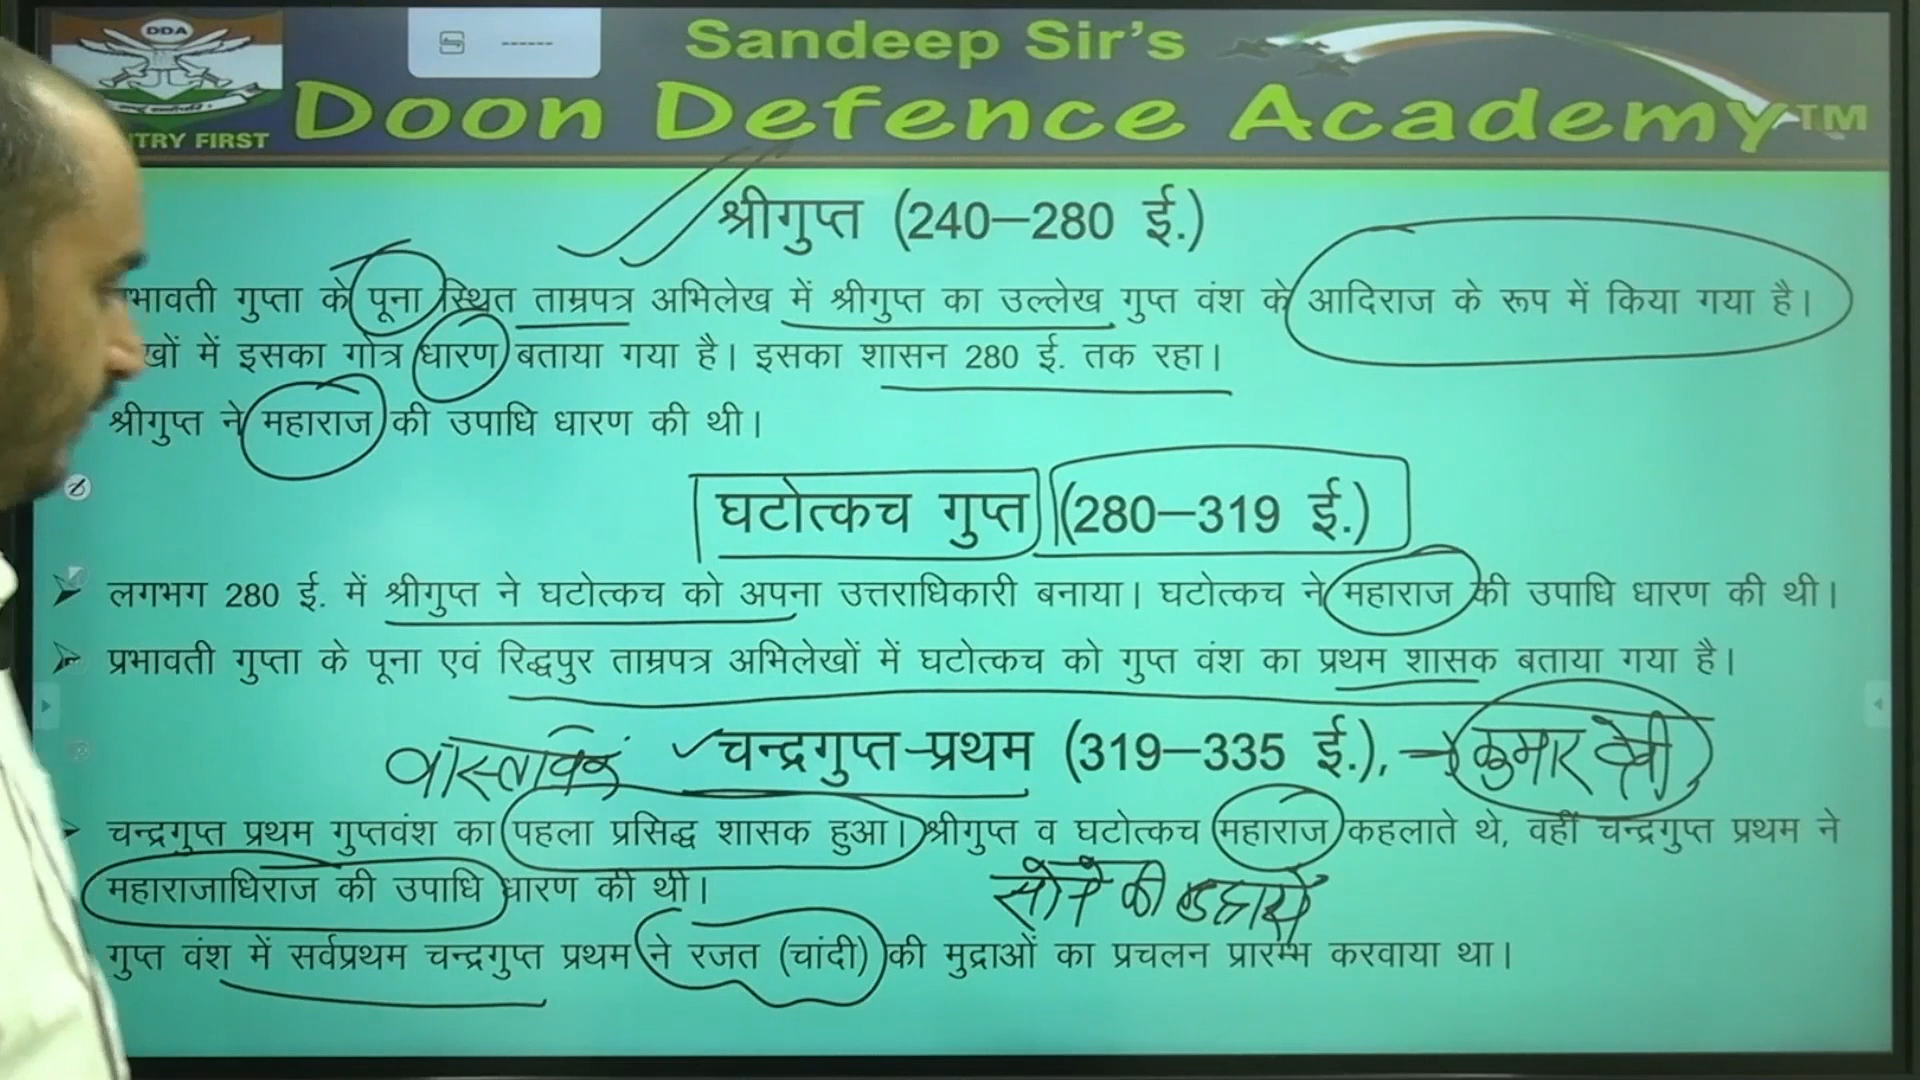 DDA
NTRY FIRST
Sandeep Sir's
Doon Defence Academy™
श्रीगुप्त (240–280 ई.)
भावती गुप्ता के पूना स्थित ताम्रपत्र अभिलेख में श्रीगुप्त का उल्लेख गुप्त वंश के आदिराज के रूप में किया गया है।
खों में इसका गोत्र धारण बताया गया है। इसका शासन 280 ई. तक रहा।
श्रीगुप्त ने महाराज की उपाधि धारण की थी।
घटोत्कच गुप्त (280–319 ई.)
लगभग 280 ई. में श्रीगुप्त ने घटोत्कच को अपना उत्तराधिकारी बनाया। घटोत्कच ने महाराज की उपाधि धारण की थी।
प्रभावती गुप्ता के पूना एवं रिद्धपुर ताम्रपत्र अभिलेखों में घटोत्कच को गुप्त वंश का प्रथम शासक बताया गया है।
वास्तविक चन्द्रगुप्त–प्रथम (319–335 ई.), → कुमार देवी
चन्द्रगुप्त प्रथम गुप्तवंश का पहला प्रसिद्ध शासक हुआ। श्रीगुप्त व घटोत्कच महाराज कहलाते थे, वहीं चन्द्रगुप्त प्रथम ने
महाराजाधिराज की उपाधि धारण की थी।
सोने की
गुप्त वंश में सर्वप्रथम चन्द्रगुप्त प्रथम ने रजत (चांदी) की मुद्राओं का प्रचलन प्रारम्भ करवाया था।